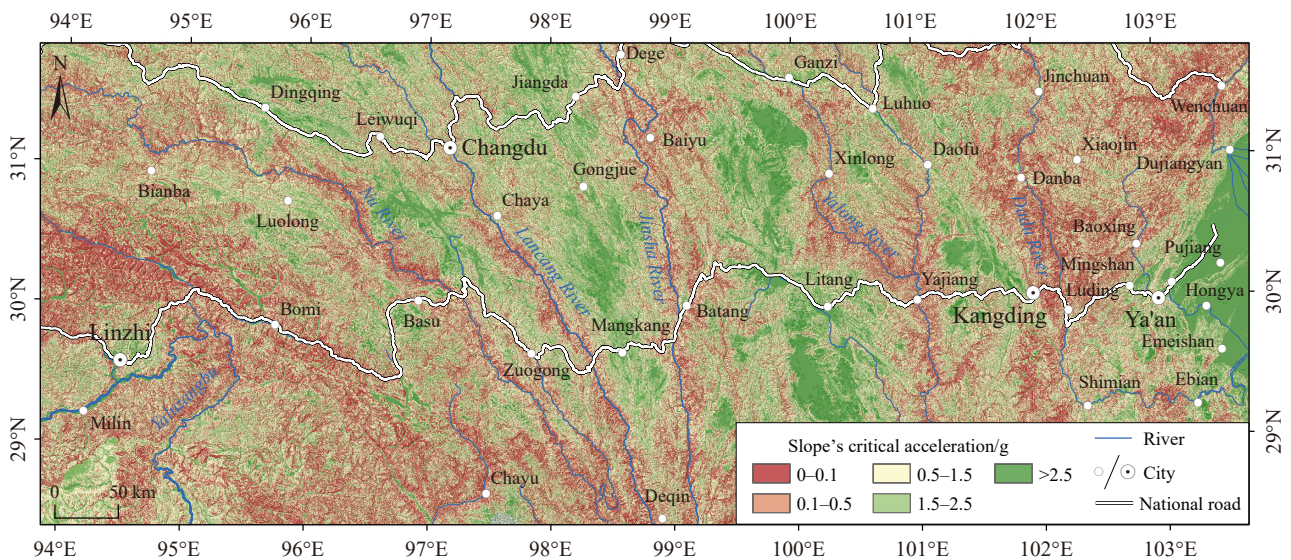 94°E 95°E 96°E 97°E 98°E 99°E 100°E 101°E 102°E 103°E
N
31°N
30°N
29°N
31°N
30°N
29°N
Dege
Ganzi
Jinchuan
Jiangda
Dingqing
Luhuo
Wenchuan
Leiwuqi
Changdu
Baiyu
Xinlong
Daofu
Xiaojin
Dujiangyan
Bianba
Gongjue
Danba
Luolong
Nu River
Chaya
Lancang River
Jinsha River
Yalong River
Dadu River
Baoxing
Pujiang
Mingshan
Litang
Yajiang
Luding
Hongya
Linzhi
Bomi
Basu
Mangkang
Batang
Kangding
Ya'an
Emeishan
Zuogong
Shimian
Ebian
Milin
Chayu
Deqin
0 50 km
Slope's critical acceleration/g
0–0.1
0.5–1.5
>2.5
0.1–0.5
1.5–2.5
River
City
National road
94°E 95°E 96°E 97°E 98°E 99°E 100°E 101°E 102°E 103°E